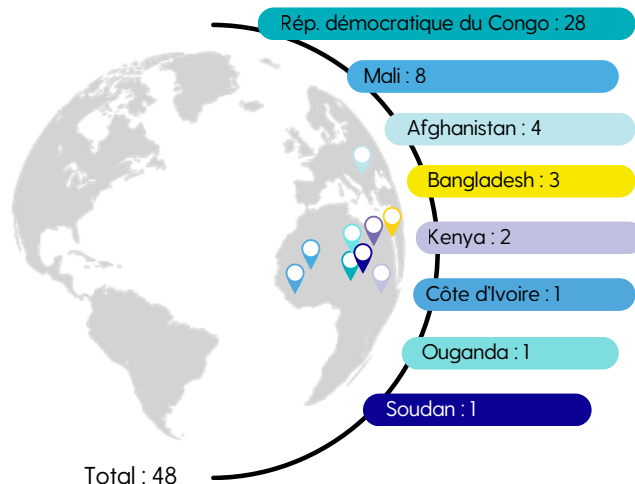 Rép. démocratique du Congo : 28
Mali : 8
Afghanistan : 4
Bangladesh : 3
Kenya : 2
Côte d'Ivoire : 1
Ouganda : 1
Soudan : 1
Total : 48